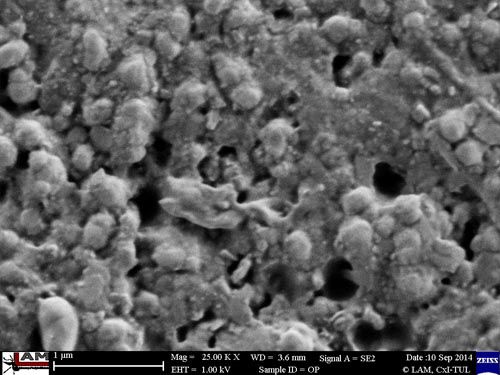 LAM
1 µm
Mag = 25.00 K X WD = 3.6 mm Signal A = SE2 Date :10 Sep 2014
EHT = 1.00 kV Sample ID = OP © LAM, CxI-TUL
ZEISS